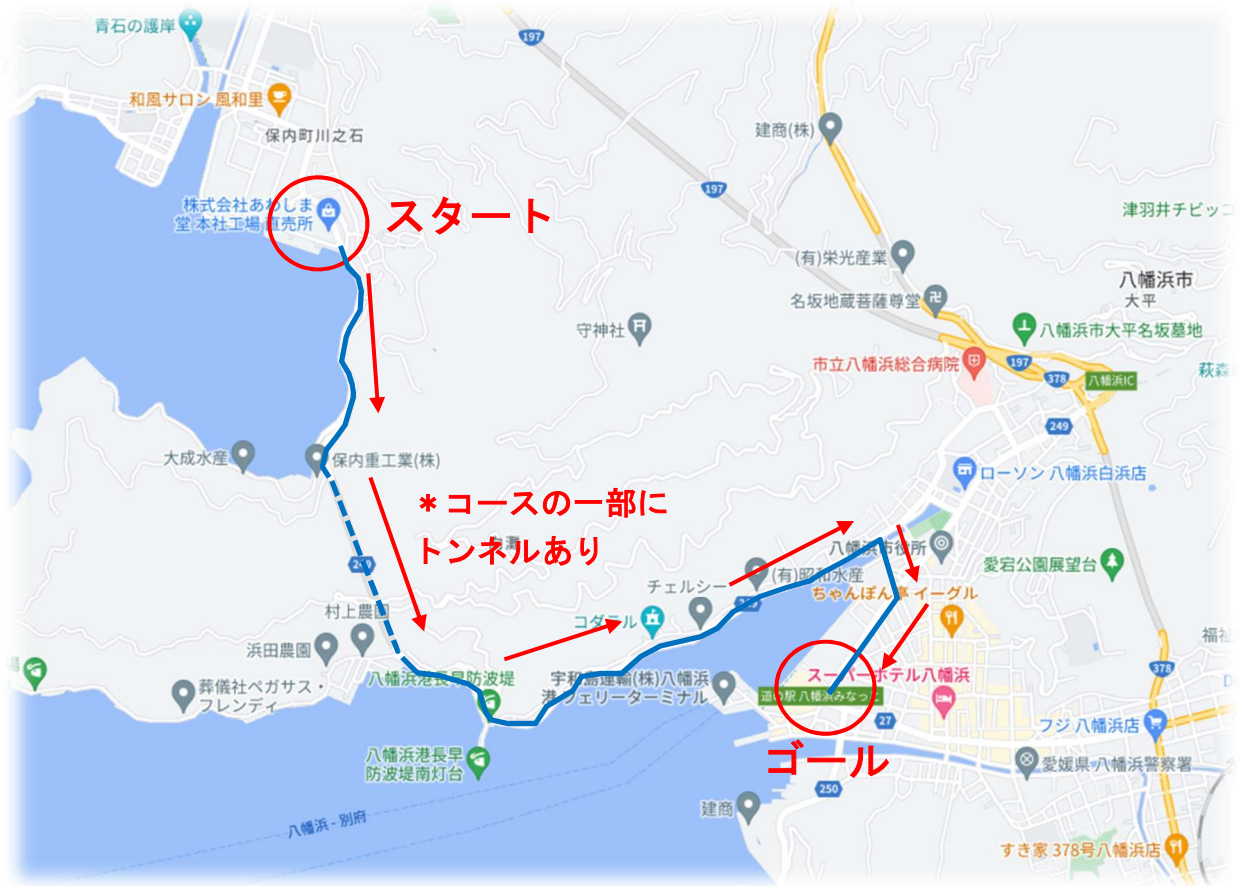 青石の護岸
197
和風サロン 風和里
保内町川之石
建商(株)
197
株式会社あわしま
堂 本社工場 直売所
スタート
津羽井チビッコ
(有)栄光産業
八幡浜市
大平
名坂地蔵菩薩尊堂
守神社
八幡浜市大平名坂墓地
市立八幡浜総合病院
197
378
八幡浜IC
萩森
249
大成水産
保内重工業(株)
ローソン 八幡浜白浜店
*コースの一部に
トンネルあり
八幡浜市役所
愛宕公園展望台
(有)昭和水産
チェルシー
ちゃんぽん亭 イーグル
249
村上農園
コダテル
浜田農園
福祉
378
八幡浜港長早防波堤
宇和島運輸(株)八幡浜
港フェリーターミナル
スーパーホテル八幡浜
葬儀社ペガサス・
フレンディ
道の駅 八幡浜みなっと
27
フジ 八幡浜店
ゴール
八幡浜港長早
防波堤南灯台
愛媛県 八幡浜警察署
250
建商
八幡浜 - 別府
すき家 378号八幡浜店